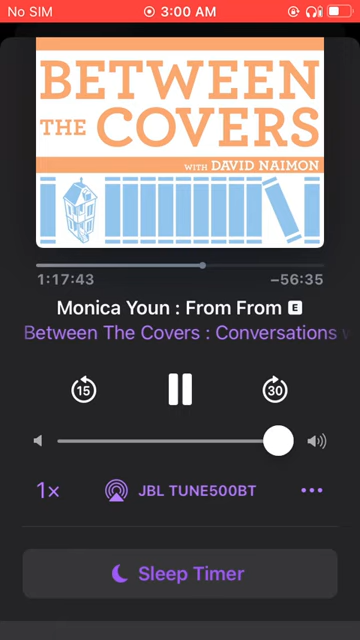 No SIM 3:00 AM
BETWEEN
THE COVERS
WITH DAVID NAIMON
1:17:43 −56:35
Monica Youn : From From E
Between The Covers : Conversations
15 30
1× JBL TUNE500BT
Sleep Timer